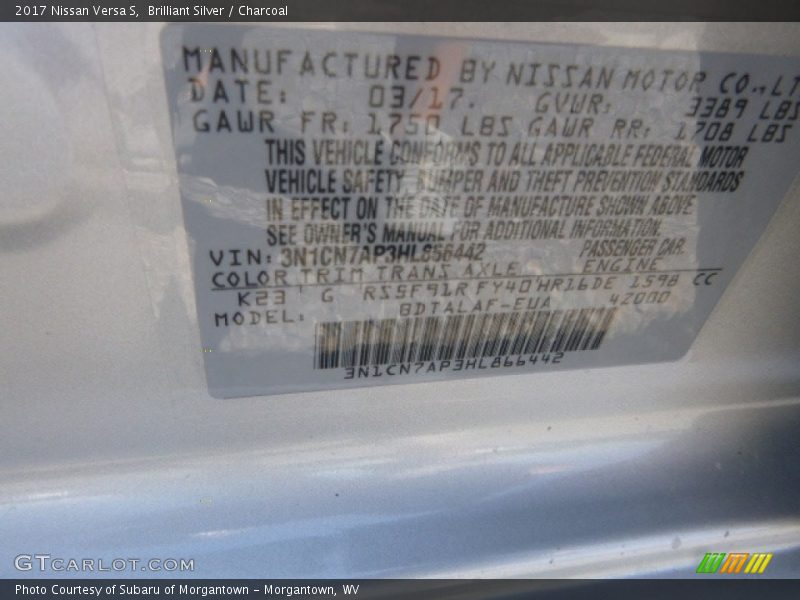 2017 Nissan Versa S, Brilliant Silver / Charcoal
MANUFACTURED BY NISSAN MOTOR CO., LT
DATE: 03/17. GVWR: 3389 LBS
GAWR FR: 1750 LBS GAWR RR: 1708 LBS
THIS VEHICLE CONFORMS TO ALL APPLICABLE FEDERAL MOTOR
VEHICLE SAFETY, BUMPER AND THEFT PREVENTION STANDARDS
IN EFFECT ON THE DATE OF MANUFACTURE SHOWN ABOVE
SEE OWNER'S MANUAL FOR ADDITIONAL INFORMATION.
VIN: 3N1CN7AP3HL866442 PASSENGER CAR.
COLOR TRIM TRANS AXLE ENGINE
K23 G RS5F91R FY40 HR16DE 1598 CC
MODEL: BDTALAF-EUA 4Z000
3N1CN7AP3HL866442
GTCARLOT.COM
Photo Courtesy of Subaru of Morgantown – Morgantown, WV